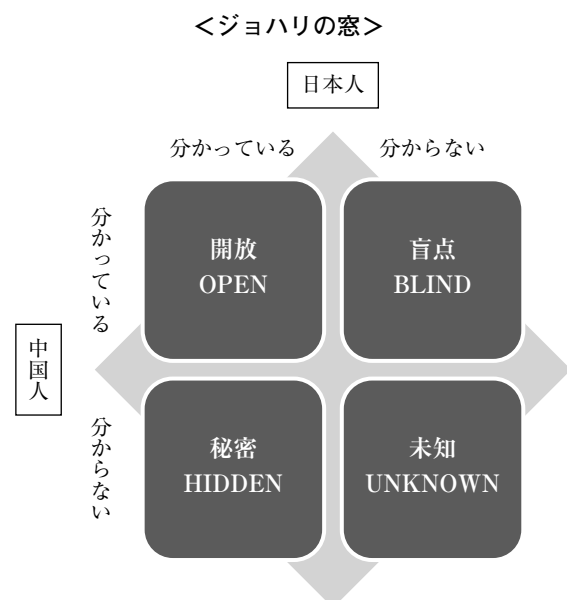 ＜ジョハリの窓＞
日本人
分かっている
分からない
中国人
分かっている
分からない
開放
OPEN
盲点
BLIND
秘密
HIDDEN
未知
UNKNOWN